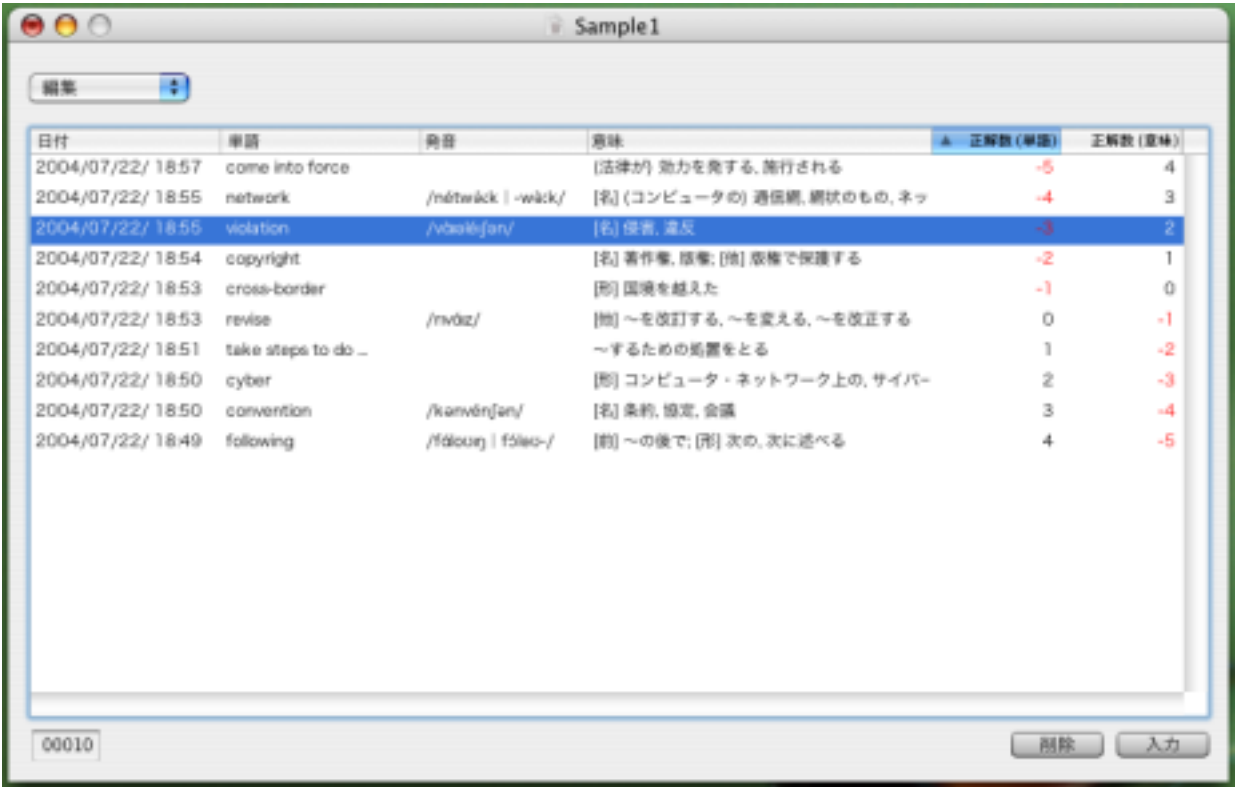 Sample1
編集
日付 単語 発音 意味 ▲ 正解数 (単語) 正解数 (意味)
2004/07/22/ 18:57 come into force {法律が} 効力を発する, 施行される -5 4
2004/07/22/ 18:55 network /nétwə̀ːk | -wə̀ːk/ [名] (コンピュータの) 通信網, 網状のもの, ネッ -4 3
2004/07/22/ 18:55 violation [名] 侵害, 違反 -3 2
2004/07/22/ 18:54 copyright [名] 著作権, 版権; [他] 版権で保護する -2 1
2004/07/22/ 18:53 cross-border [形] 国境を越えた -1 0
2004/07/22/ 18:53 revise [他] ～を改訂する, ～を変える, ～を改正する 0 -1
2004/07/22/ 18:51 take steps to do ... ～するための処置をとる 1 -2
2004/07/22/ 18:50 cyber [形] コンピュータ・ネットワーク上の, サイバー 2 -3
2004/07/22/ 18:50 convention /kənvénʃən/ [名] 条約, 協定, 会議 3 -4
2004/07/22/ 18:49 following [前] ～の後で; [形] 次の, 次に述べる 4 -5
00010 削除 入力